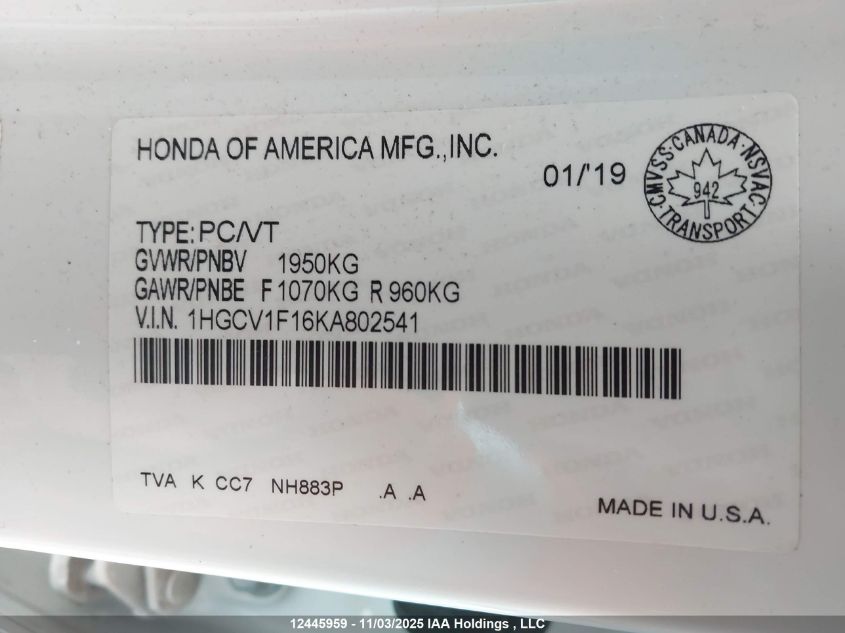 HONDA OF AMERICA MFG.,INC.
01/'19
CMVSS·CANADA·NSVAC·TRANSPORT
942
TYPE: PC/VT
GVWR/PNBV 1950KG
GAWR/PNBE F 1070KG R 960KG
V.I.N. 1HGCV1F16KA802541
TVA K CC7 NH883P .A .A
MADE IN U.S.A.
12445959 - 11/03/2025 IAA Holdings , LLC